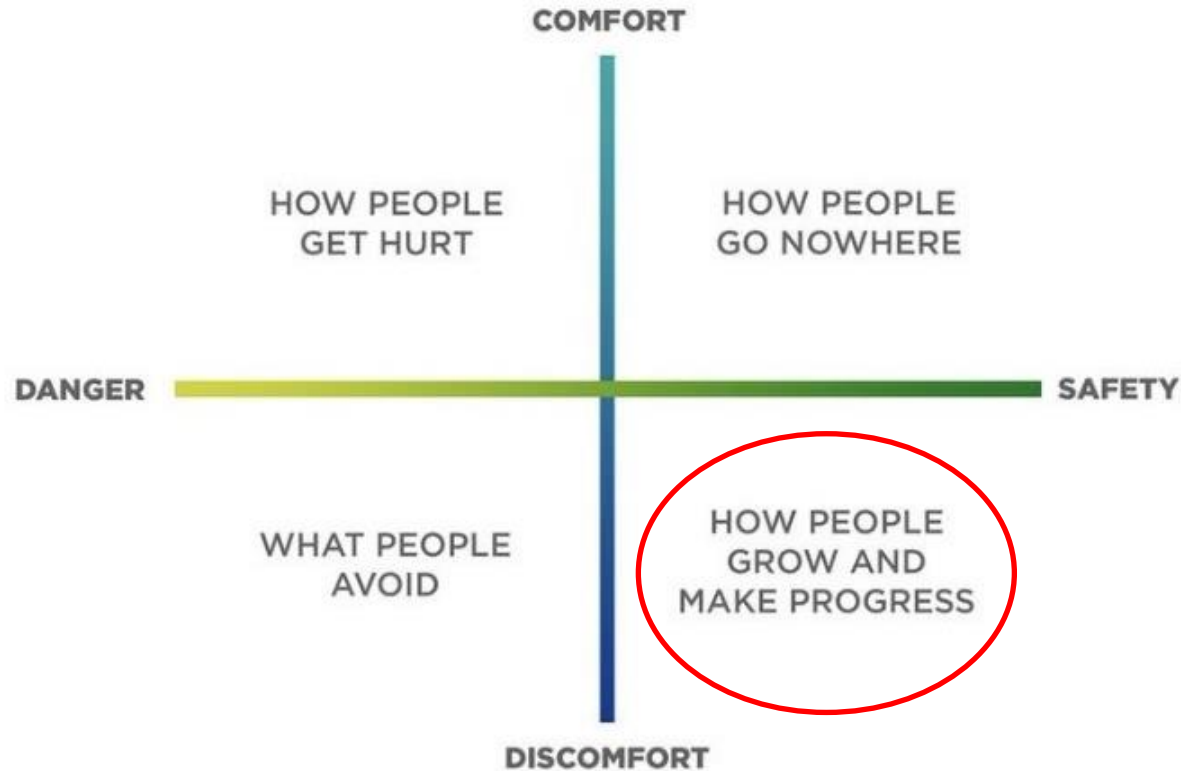 COMFORT
HOW PEOPLE
GET HURT
HOW PEOPLE
GO NOWHERE
DANGER
SAFETY
WHAT PEOPLE
AVOID
HOW PEOPLE
GROW AND
MAKE PROGRESS
DISCOMFORT